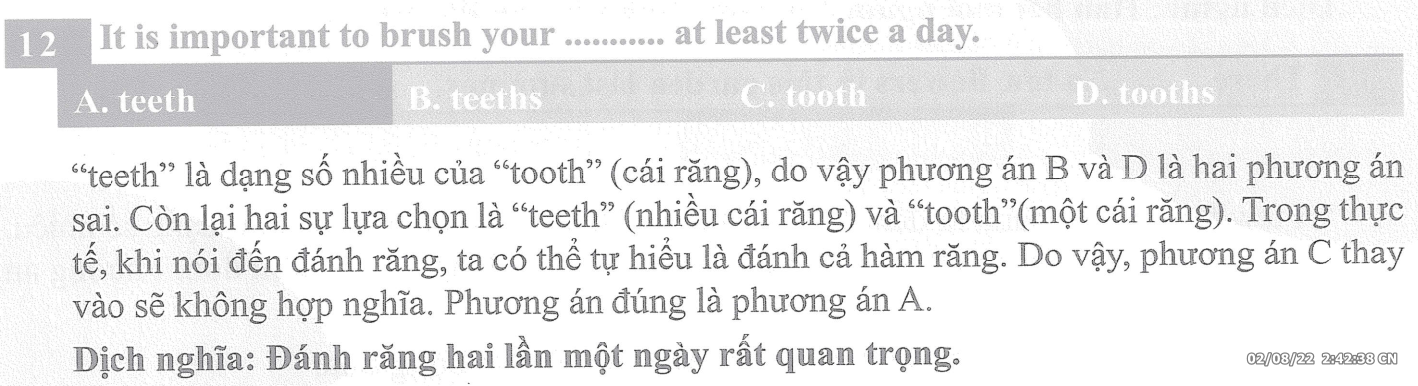 12 It is important to brush your ............ at least twice a day.
A. teeth B. teeths C. tooth D. tooths
“teeth” là dạng số nhiều của “tooth” (cái răng), do vậy phương án B và D là hai phương án
sai. Còn lại hai sự lựa chọn là “teeth” (nhiều cái răng) và “tooth”(một cái răng). Trong thực
tế, khi nói đến đánh răng, ta có thể tự hiểu là đánh cả hàm răng. Do vậy, phương án C thay
vào sẽ không hợp nghĩa. Phương án đúng là phương án A.
Dịch nghĩa: Đánh răng hai lần một ngày rất quan trọng.
02/08/22 2:42:38 CN